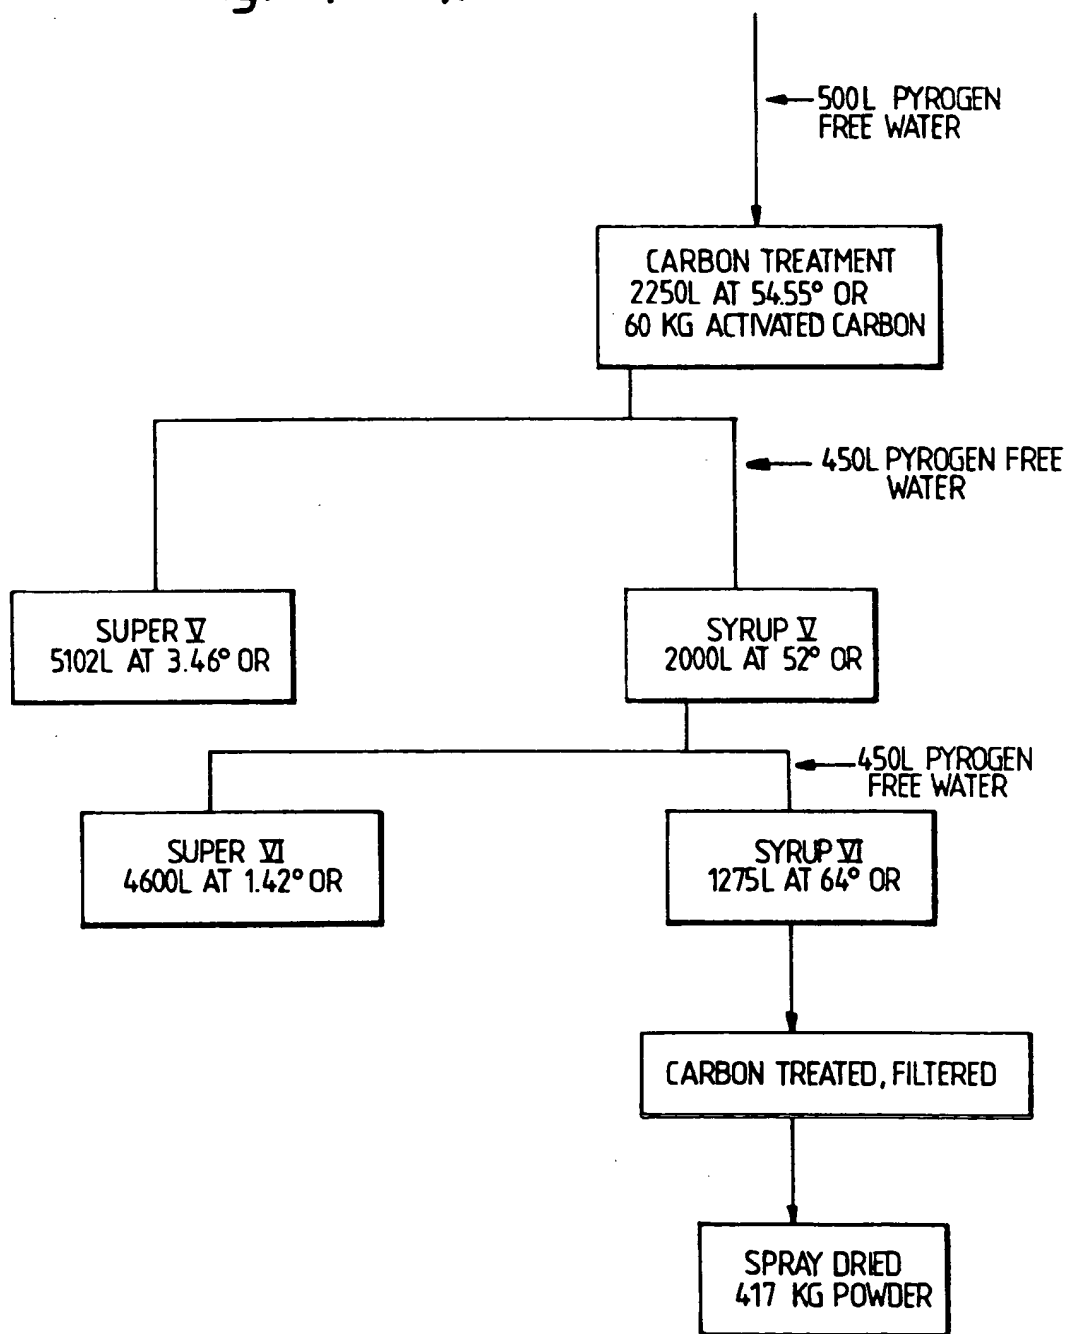 500L PYROGEN
FREE WATER
CARBON TREATMENT
2250L AT 54.55° OR
60 KG ACTIVATED CARBON
450L PYROGEN FREE
WATER
SUPER V
5102L AT 3.46° OR
SYRUP V
2000L AT 52° OR
450L PYROGEN
FREE WATER
SUPER VI
4600L AT 1.42° OR
SYRUP VI
1275L AT 64° OR
CARBON TREATED, FILTERED
SPRAY DRIED
417 KG POWDER